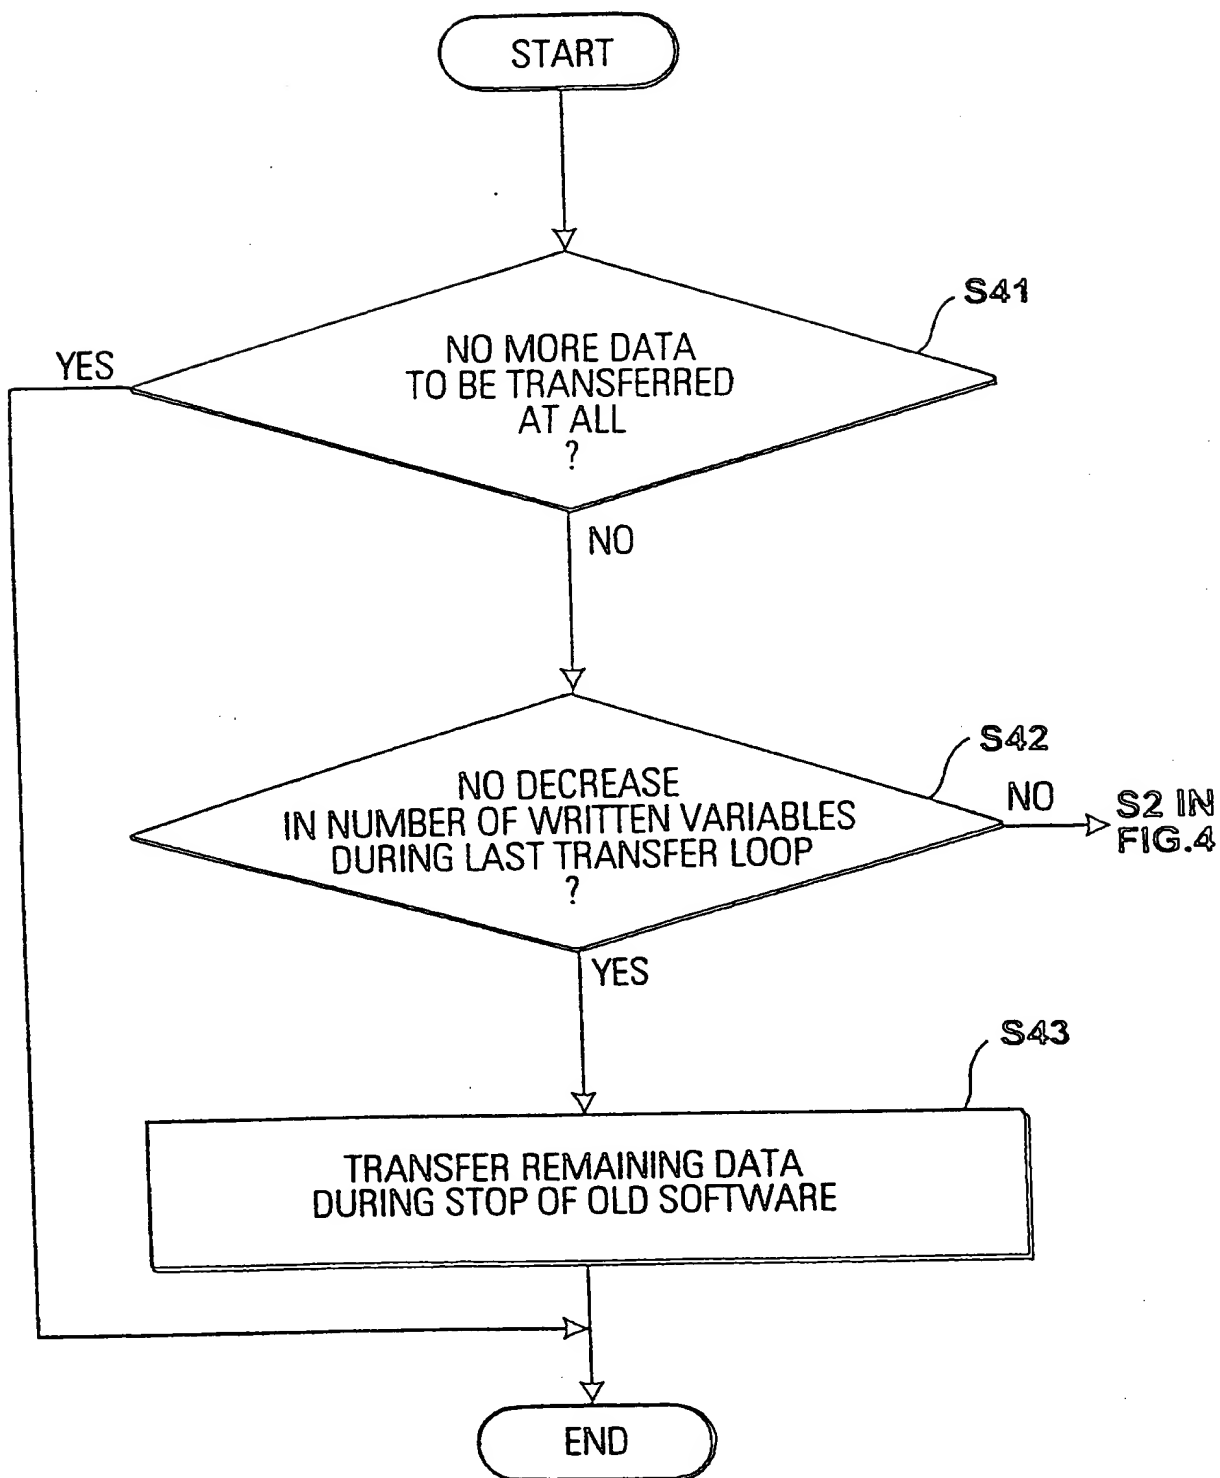 START
S41
YES
NO MORE DATA
TO BE TRANSFERRED
AT ALL
?
NO
S42
NO DECREASE
IN NUMBER OF WRITTEN VARIABLES
DURING LAST TRANSFER LOOP
?
NO
S2 IN
FIG.4
YES
S43
TRANSFER REMAINING DATA
DURING STOP OF OLD SOFTWARE
END